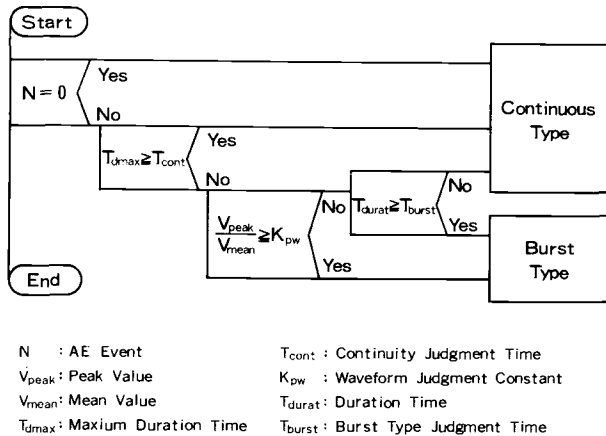 Start
Yes
N = 0
No
Continuous
Type
Yes
Tdmax≧Tcont
No
No
Tdurat≧Tburst
Yes
No
Vpeak
Vmean
≧Kpw
Yes
Burst
Type
End
N : AE Event
Vpeak : Peak Value
Vmean : Mean Value
Tdmax : Maxium Duration Time
Tcont : Continuity Judgment Time
Kpw : Waveform Judgment Constant
Tdurat : Duration Time
Tburst : Burst Type Judgment Time